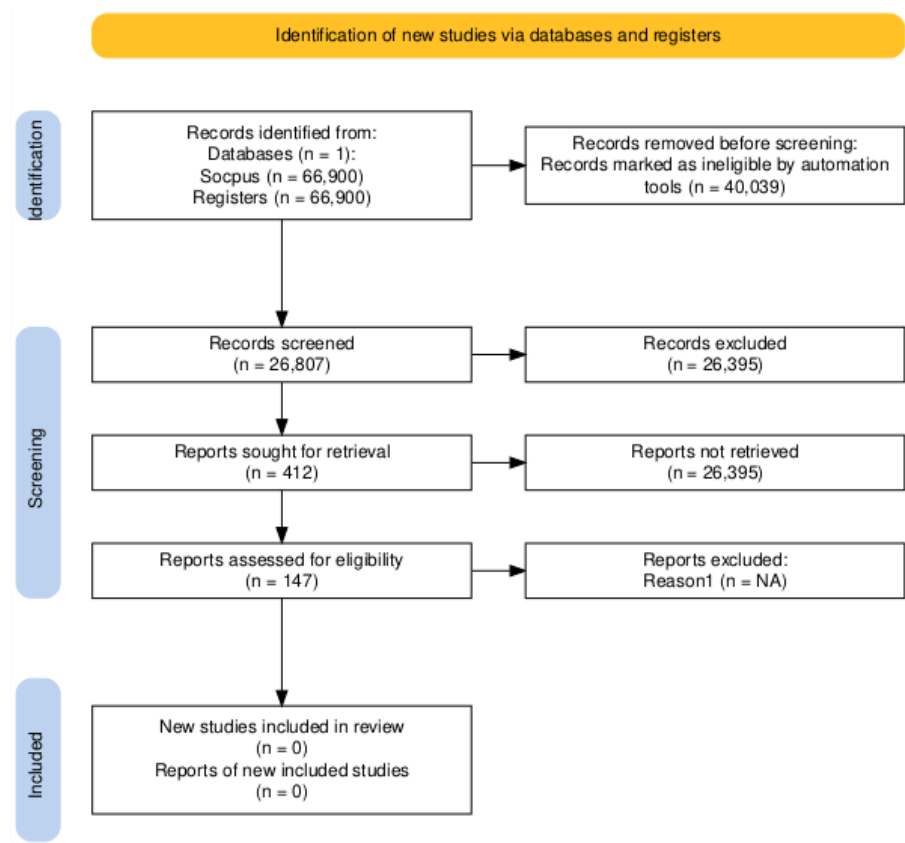 Identification of new studies via databases and registers
Identification
Records identified from:
Databases (n = 1):
Socpus (n = 66,900)
Registers (n = 66,900)
Records removed before screening:
Records marked as ineligible by automation
tools (n = 40,039)
Screening
Records screened
(n = 26,807)
Records excluded
(n = 26,395)
Reports sought for retrieval
(n = 412)
Reports not retrieved
(n = 26,395)
Reports assessed for eligibility
(n = 147)
Reports excluded:
Reason1 (n = NA)
Included
New studies included in review
(n = 0)
Reports of new included studies
(n = 0)